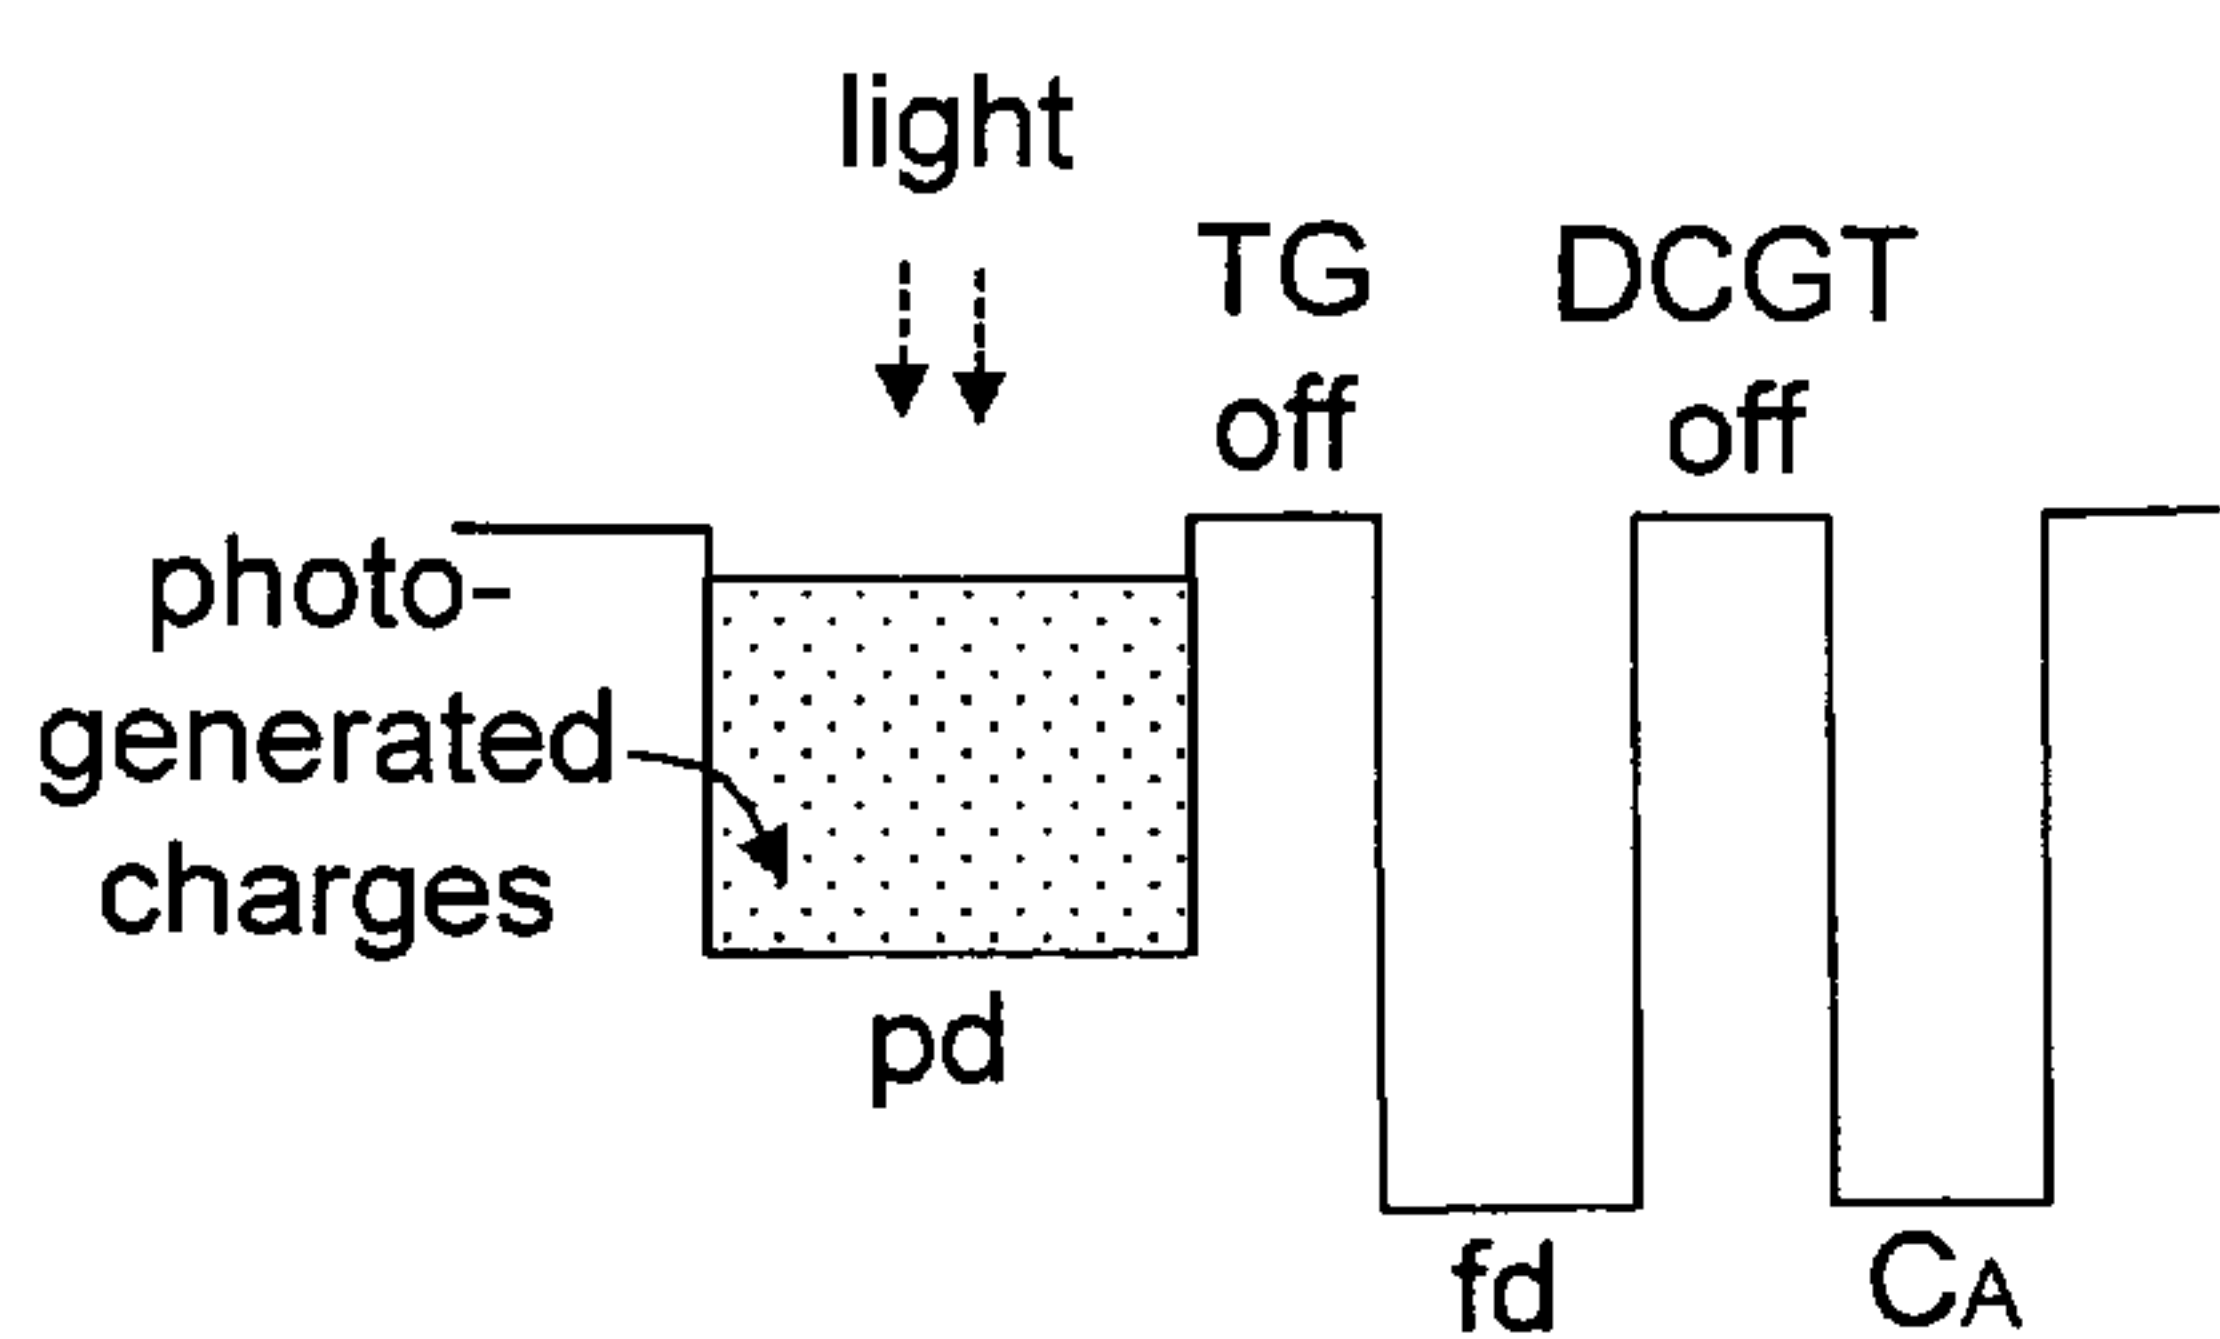 light
TG
off
DCGT
off
photo-
generated
charges
pd
fd
CA